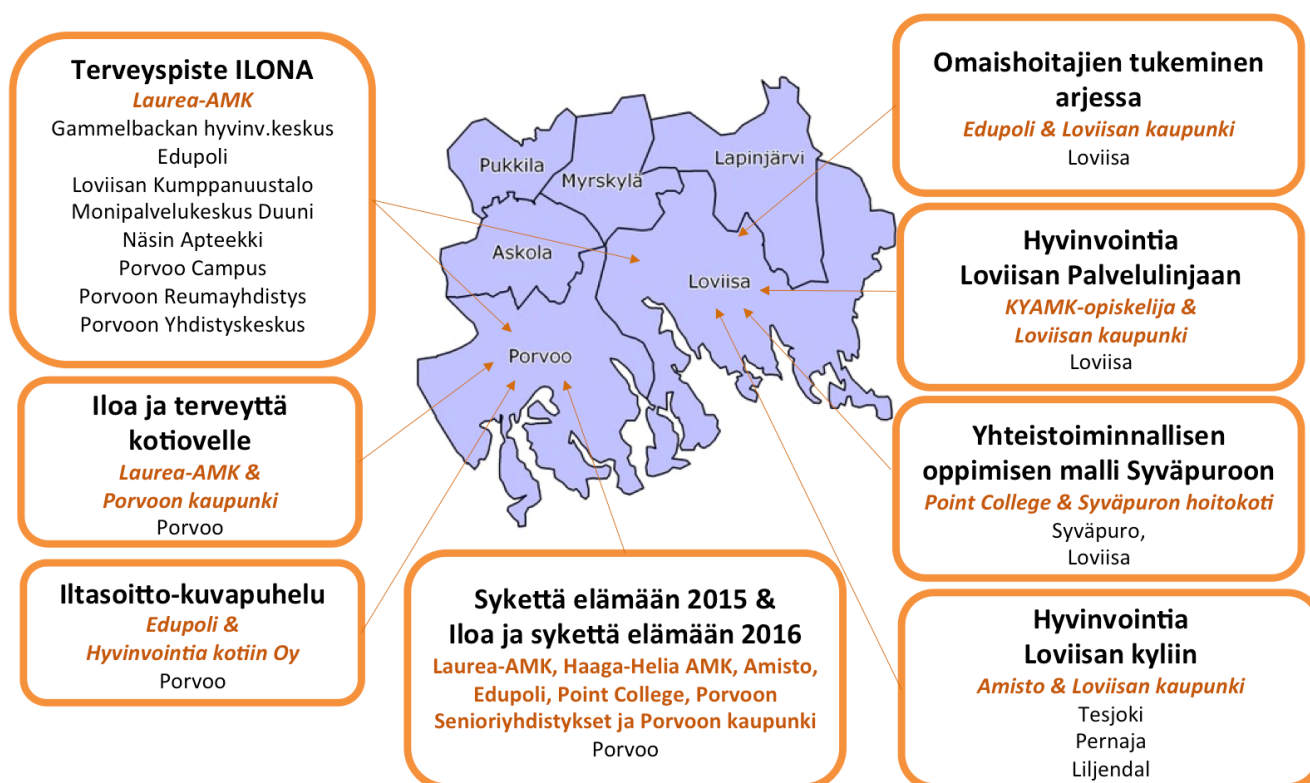 Terveyspiste ILONA
Laurea-AMK
Gammelbackan hyvinv.keskus
Edupoli
Loviisan Kumppanuustalo
Monipalvelukeskus Duuni
Näsin Apteekki
Porvoo Campus
Porvoon Reumayhdistys
Porvoon Yhdistyskeskus
Iloa ja terveyttä
kotiovelle
Laurea-AMK &
Porvoon kaupunki
Porvoo
Iltasoitto-kuvapuhelu
Edupoli &
Hyvinvointia kotiin Oy
Porvoo
Pukkila
Myrskylä
Lapinjärvi
Askola
Loviisa
Porvoo
Sykettä elämään 2015 &
Iloa ja sykettä elämään 2016
Laurea-AMK, Haaga-Helia AMK, Amisto,
Edupoli, Point College, Porvoon
Senioriyhdistykset ja Porvoon kaupunki
Porvoo
Omaishoitajien tukeminen
arjessa
Edupoli & Loviisan kaupunki
Loviisa
Hyvinvointia
Loviisan Palvelulinjaan
KYAMK-opiskelija &
Loviisan kaupunki
Loviisa
Yhteistoiminnallisen
oppimisen malli Syväpuroon
Point College & Syväpuron hoitokoti
Syväpuro,
Loviisa
Hyvinvointia
Loviisan kyliin
Amisto & Loviisan kaupunki
Tesjoki
Pernaja
Liljendal